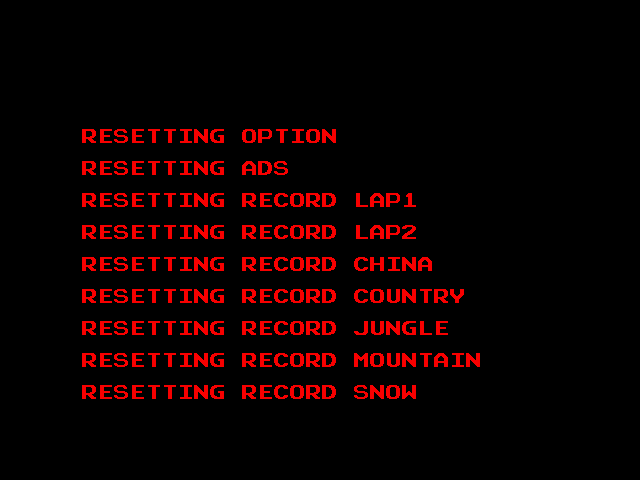 RESETTING OPTION
RESETTING ADS
RESETTING RECORD LAP1
RESETTING RECORD LAP2
RESETTING RECORD CHINA
RESETTING RECORD COUNTRY
RESETTING RECORD JUNGLE
RESETTING RECORD MOUNTAIN
RESETTING RECORD SNOW